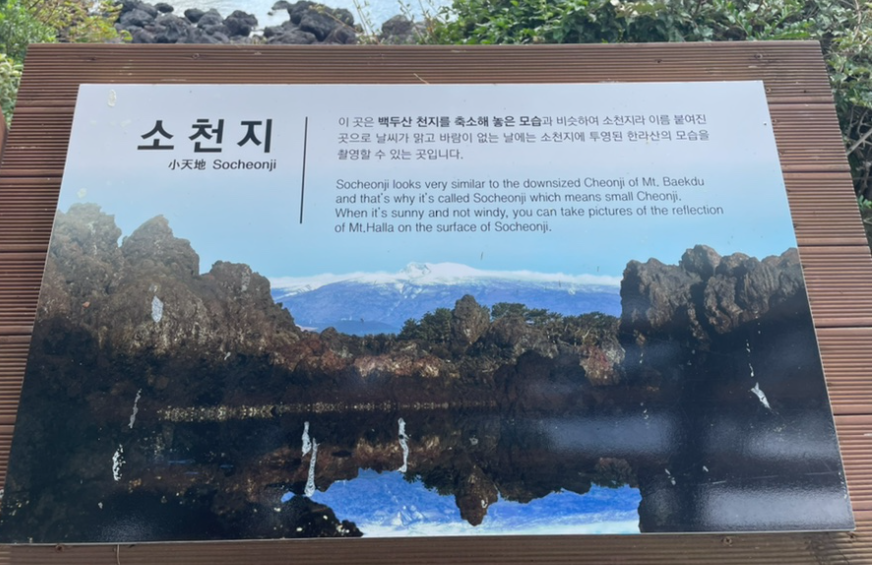 소천지
小天地 Socheonji
이 곳은 백두산 천지를 축소해 놓은 모습과 비슷하여 소천지라 이름 붙여진
곳으로 날씨가 맑고 바람이 없는 날에는 소천지에 투영된 한라산의 모습을
촬영할 수 있는 곳입니다.
Socheonji looks very similar to the downsized Cheonji of Mt. Baekdu
and that's why it's called Socheonji which means small Cheonji.
When it's sunny and not windy, you can take pictures of the reflection
of Mt.Halla on the surface of Socheonji.